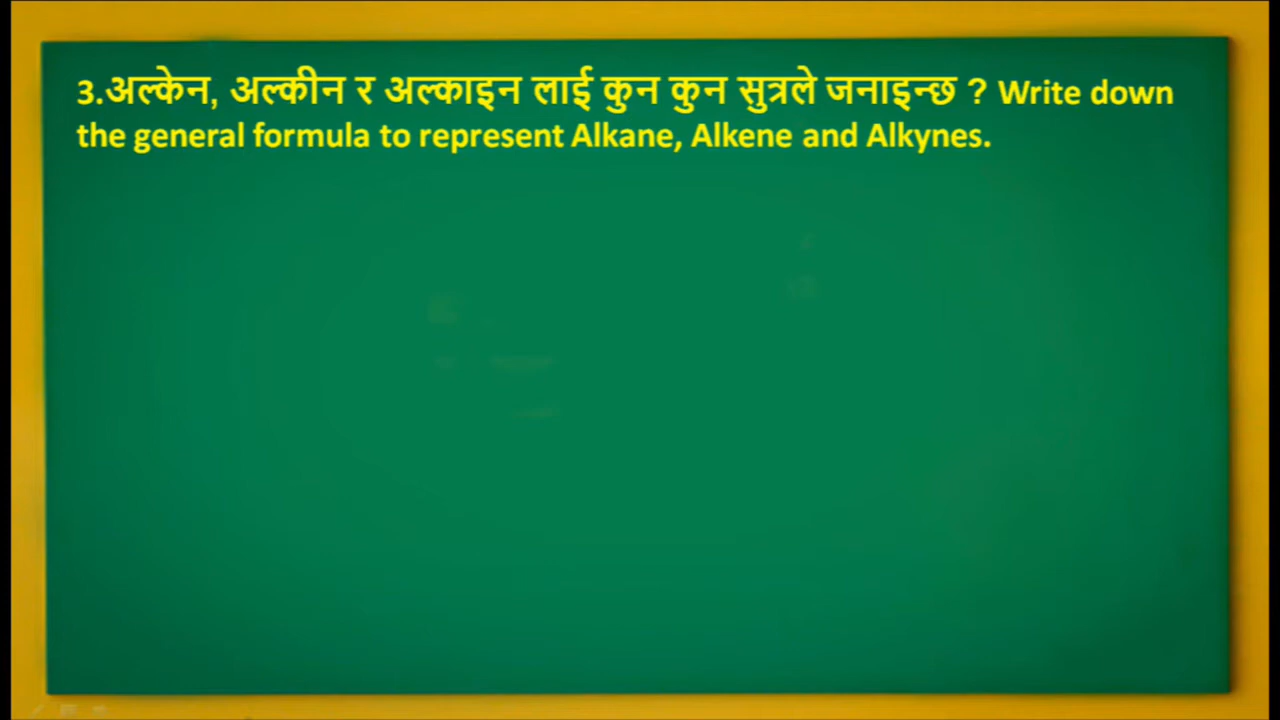 3.अल्केन, अल्कीन र अल्काइन लाई कुन कुन सुत्रले जनाइन्छ ? Write down
the general formula to represent Alkane, Alkene and Alkynes.